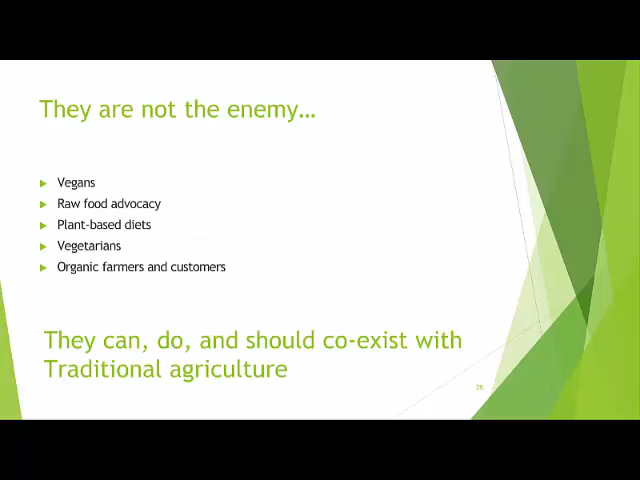 They are not the enemy…
Vegans
Raw food advocacy
Plant-based diets
Vegetarians
Organic farmers and customers
They can, do, and should co-exist with
Traditional agriculture
26